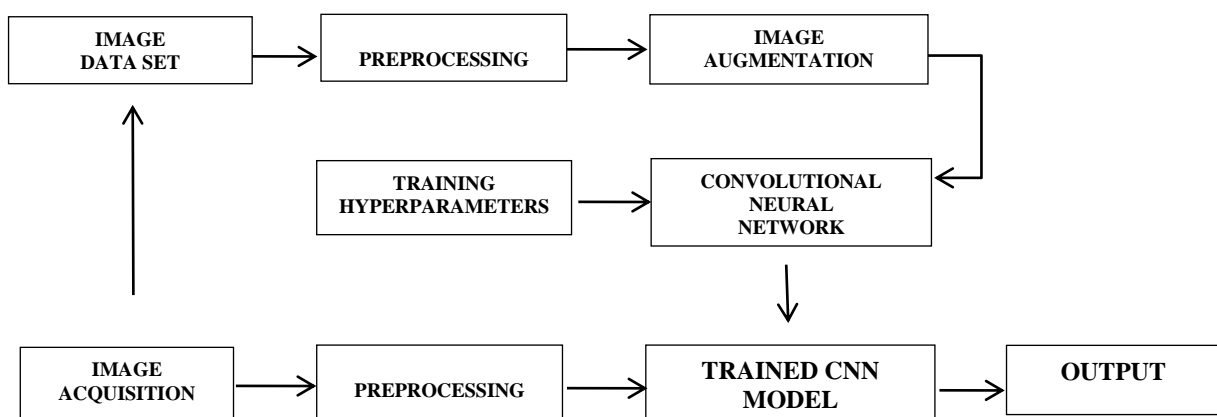 IMAGE
DATA SET
PREPROCESSING
IMAGE
AUGMENTATION
TRAINING
HYPERPARAMETERS
CONVOLUTIONAL
NEURAL
NETWORK
IMAGE
ACQUISITION
PREPROCESSING
TRAINED CNN
MODEL
OUTPUT